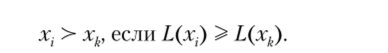 xᵢ > xₖ, если L(xᵢ) ⩾ L(xₖ).